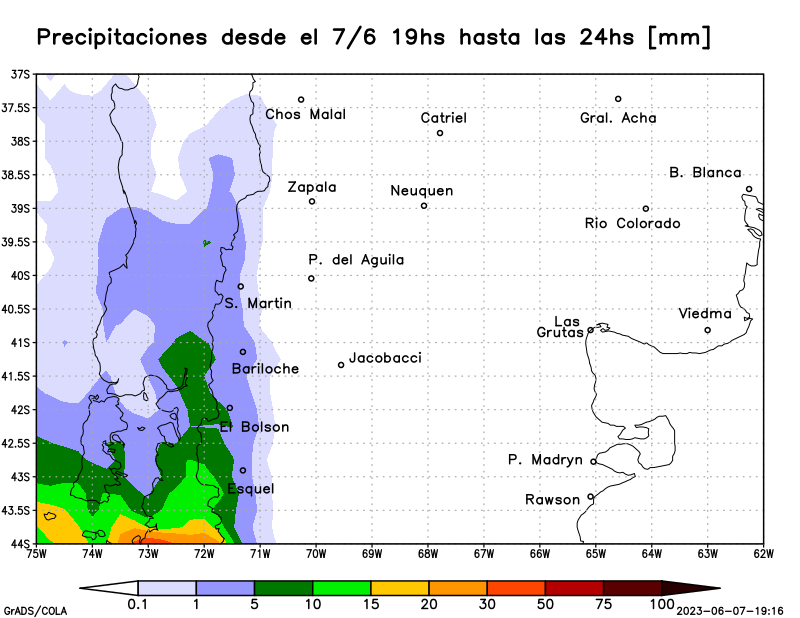 Precipitaciones desde el 7/6 19hs hasta las 24hs [mm]
37S
37.5S
38S
38.5S
39S
39.5S
40S
40.5S
41S
41.5S
42S
42.5S
43S
43.5S
44S
Chos Malal
Catriel
Gral. Acha
B. Blanca
Zapala
Neuquen
Rio Colorado
P. del Aguila
S. Martin
Viedma
Las
Grutas
Jacobacci
Bariloche
El Bolson
P. Madryn
Esquel
Rawson
75W 74W 73W 72W 71W 70W 69W 68W 67W 66W 65W 64W 63W 62W
0.1 1 5 10 15 20 30 50 75 100
GrADS/COLA
2023-06-07-19:16